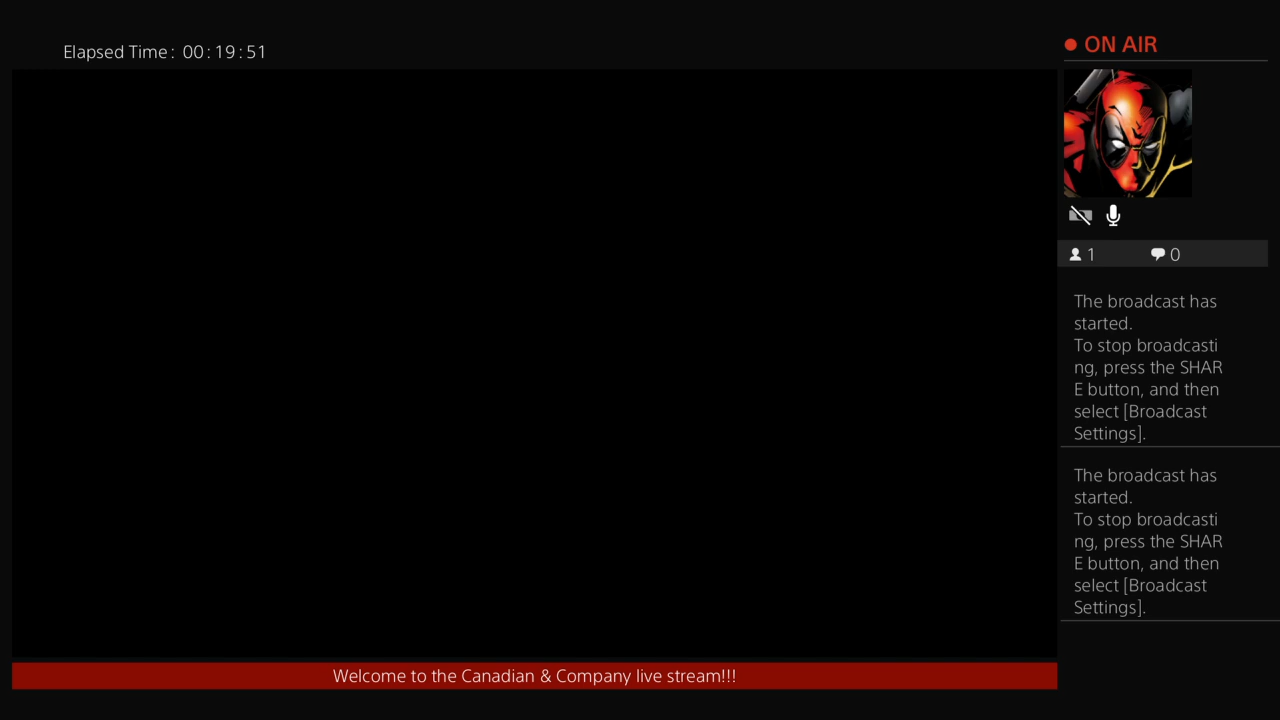 Elapsed Time: 00:19:51
ON AIR
1 0
The broadcast has
started.
To stop broadcasti
ng, press the SHAR
E button, and then
select [Broadcast
Settings].
The broadcast has
started.
To stop broadcasti
ng, press the SHAR
E button, and then
select [Broadcast
Settings].
Welcome to the Canadian & Company live stream!!!